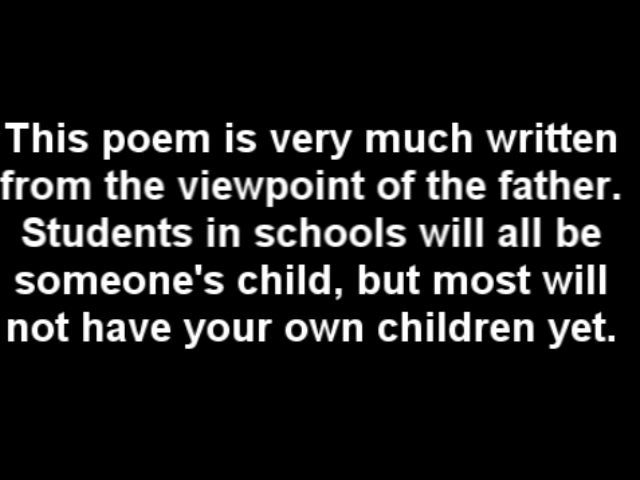 This poem is very much written
from the viewpoint of the father.
Students in schools will all be
someone's child, but most will
not have your own children yet.